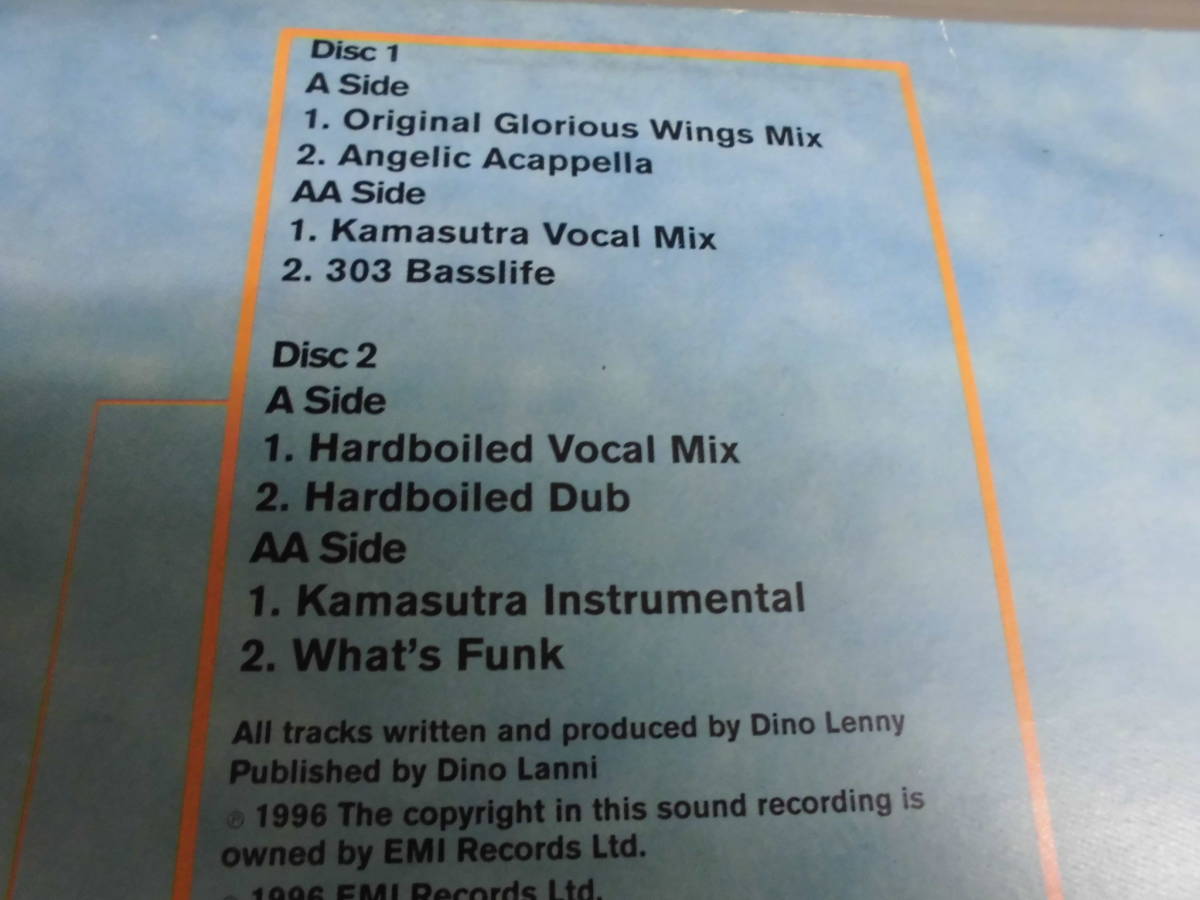 Disc 1
A Side
1. Original Glorious Wings Mix
2. Angelic Acappella
AA Side
1. Kamasutra Vocal Mix
2. 303 Basslife
Disc 2
A Side
1. Hardboiled Vocal Mix
2. Hardboiled Dub
AA Side
1. Kamasutra Instrumental
2. What's Funk
All tracks written and produced by Dino Lenny
Published by Dino Lanni
℗ 1996 The copyright in this sound recording is
owned by EMI Records Ltd.
© 1996 EMI Records Ltd.